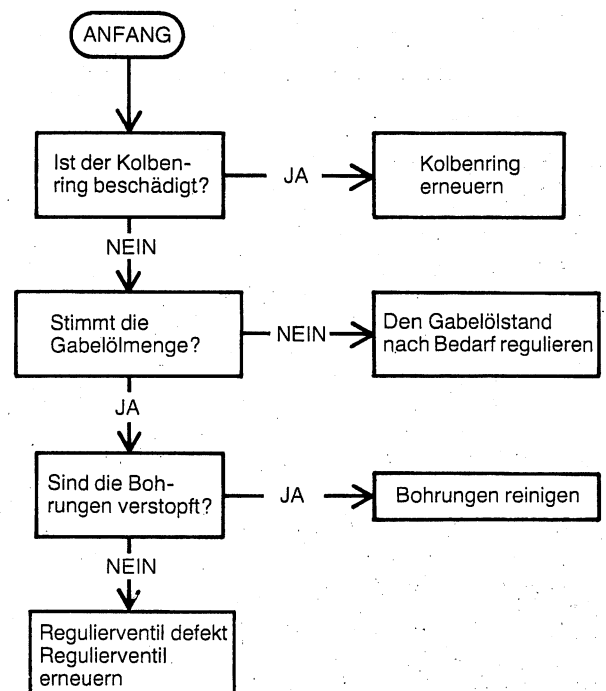 ANFANG
Ist der Kolben-
ring beschädigt?
JA
Kolbenring
erneuern
NEIN
Stimmt die
Gabelölmenge?
NEIN
Den Gabelölstand
nach Bedarf regulieren
JA
Sind die Boh-
rungen verstopft?
JA
Bohrungen reinigen
NEIN
Regulierventil defekt
Regulierventil
erneuern